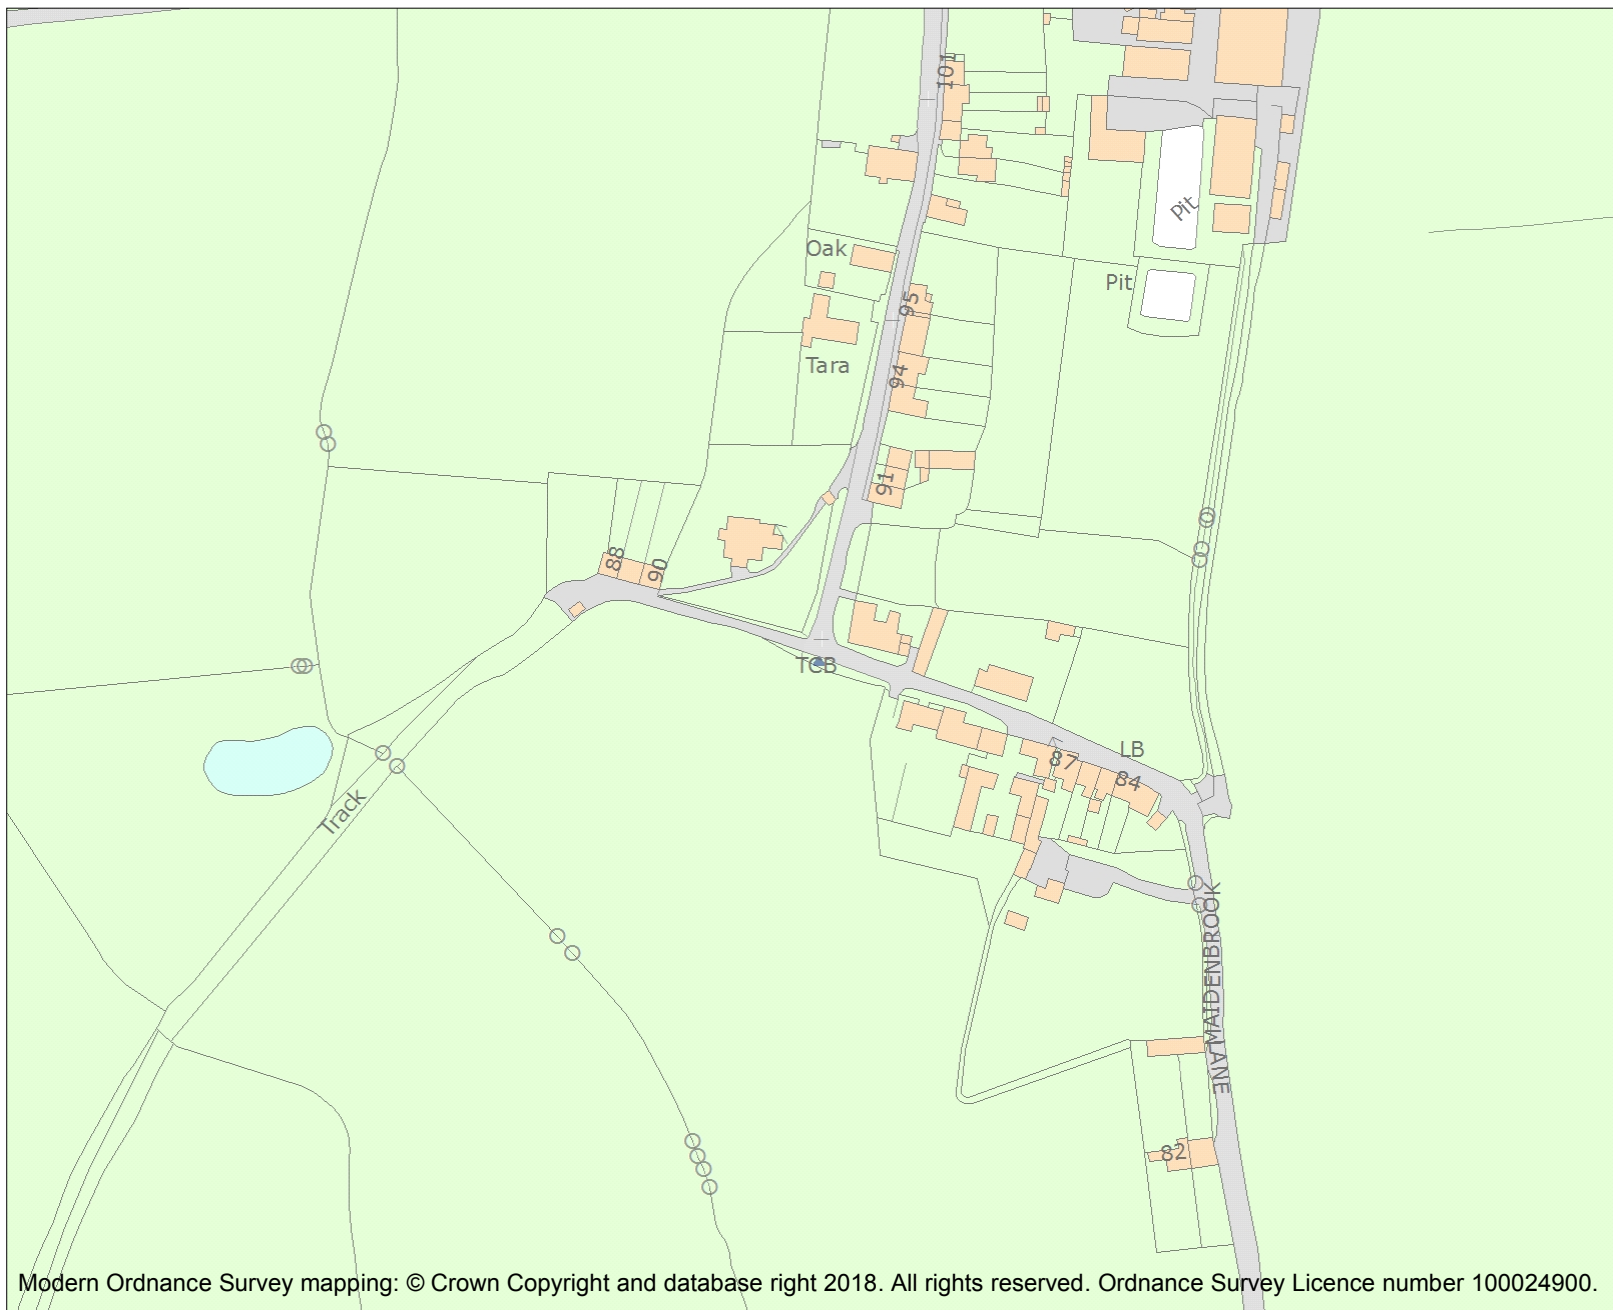 101
Pit
Oak
Pit
95
Tara
94
91
88
90
TCB
LB
87
84
Track
MAIDENBROOK
LANE
82
Modern Ordnance Survey mapping: © Crown Copyright and database right 2018. All rights reserved. Ordnance Survey Licence number 100024900.